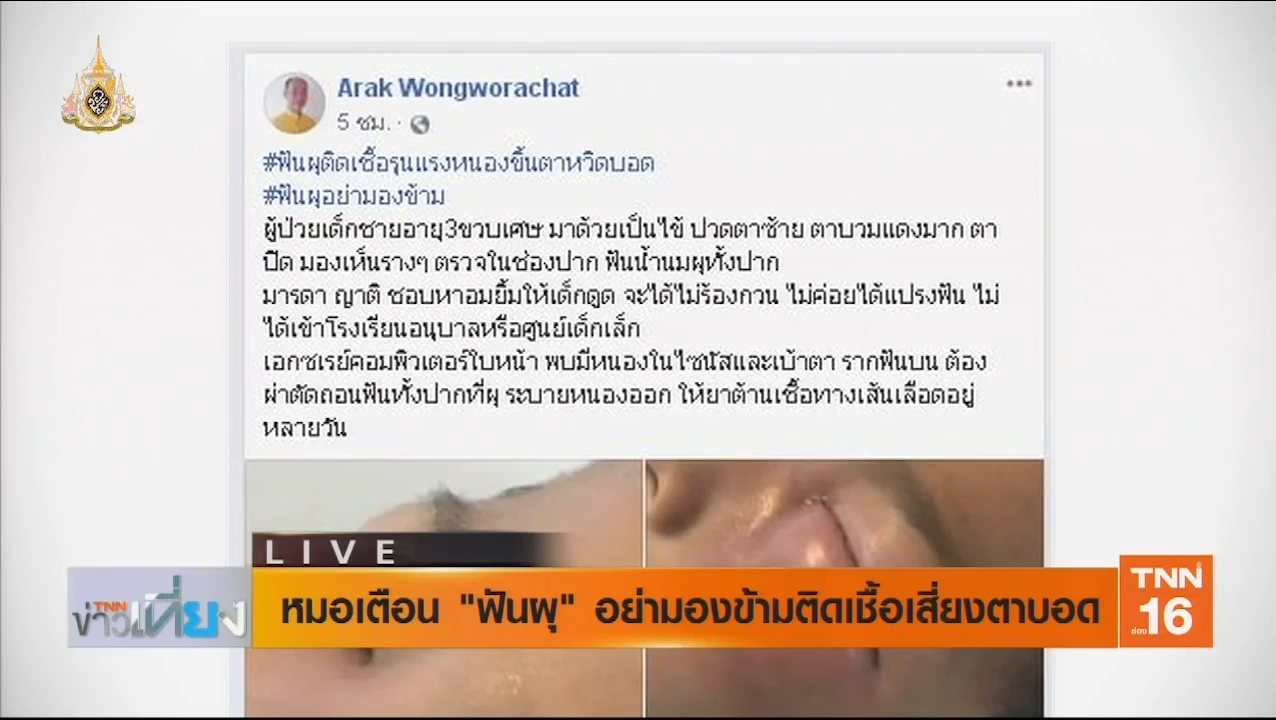 Arak Wongworachat
5 ชม. ·
#ฟันผุติดเชื้อรุนแรงหนองขึ้นตาหวิดบอด
#ฟันผุอย่ามองข้าม
ผู้ป่วยเด็กชายอายุ3ขวบเศษ มาด้วยเป็นไข้ ปวดตาซ้าย ตาบวมแดงมาก ตา
ปิด มองเห็นรางๆ ตรวจในช่องปาก ฟันน้ำนมผุทั้งปาก
มารดา ญาติ ชอบหาอมยิ้มให้เด็กดูด จะได้ไม่ร้องกวน ไม่ค่อยได้แปรงฟัน ไม่
ได้เข้าโรงเรียนอนุบาลหรือศูนย์เด็กเล็ก
เอกซเรย์คอมพิวเตอร์ใบหน้า พบมีหนองในไซนัสและเบ้าตา รากฟันบน ต้อง
ผ่าตัดถอนฟันทั้งปากที่ผุ ระบายหนองออก ให้ยาต้านเชื้อทางเส้นเลือดอยู่
หลายวัน
LIVE
TNN
ข่าวเที่ยง
หมอเตือน "ฟันผุ" อย่ามองข้ามติดเชื้อเสี่ยงตาบอด
TNN
ช่อง 16